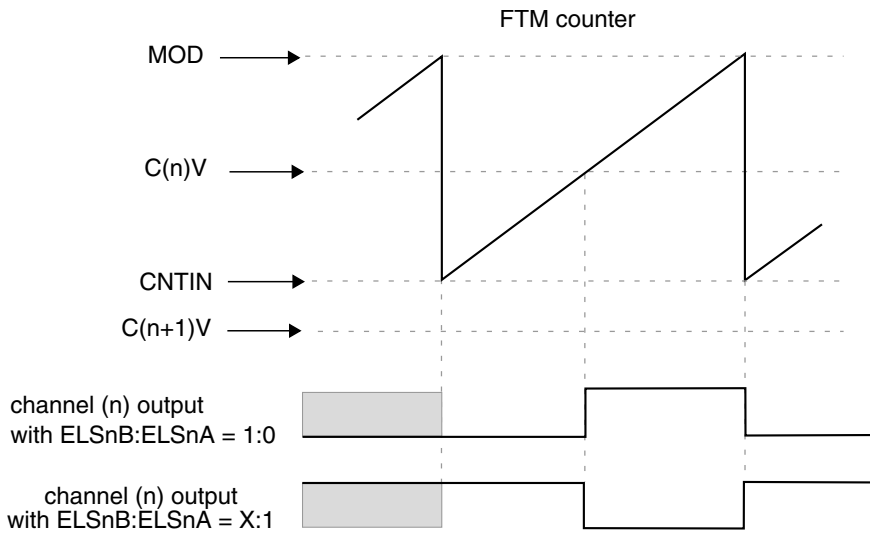 FTM counter
MOD
C(n)V
CNTIN
C(n+1)V
channel (n) output
with ELSnB:ELSnA = 1:0
channel (n) output
with ELSnB:ELSnA = X:1